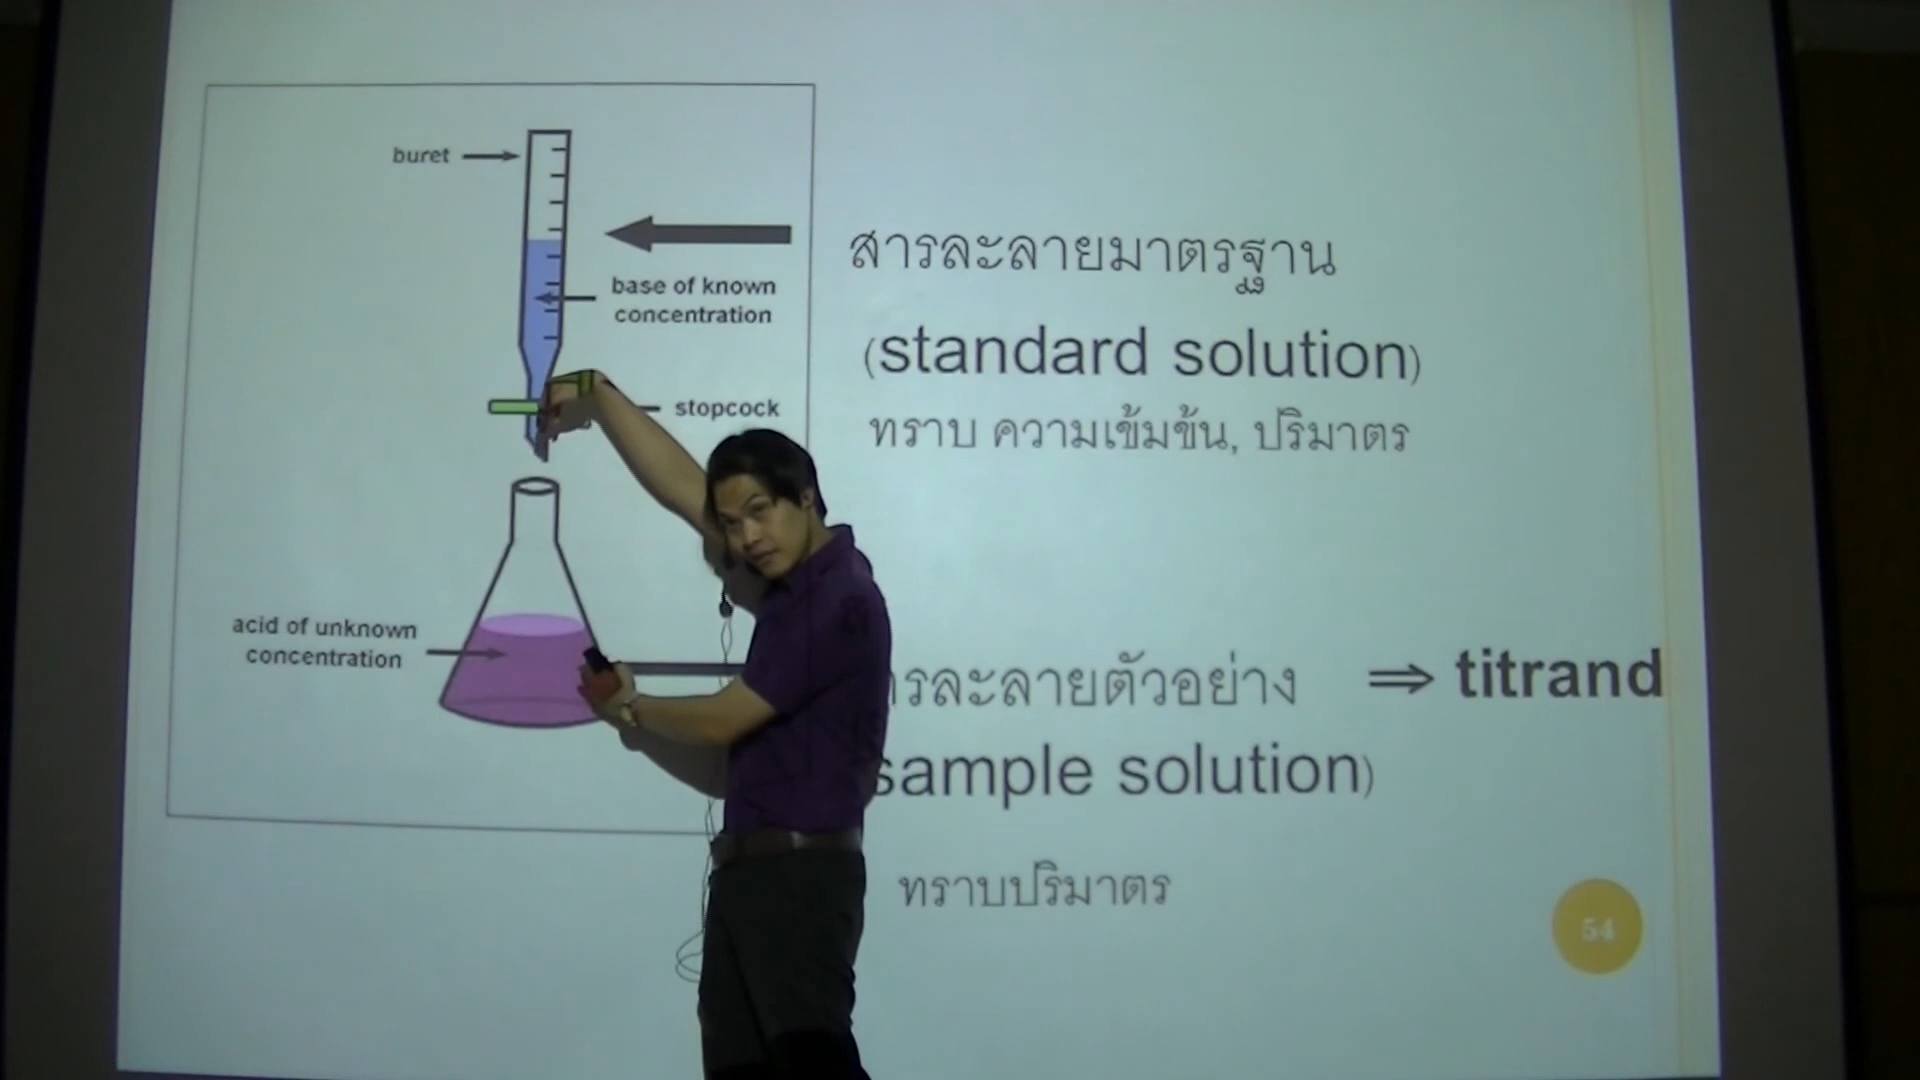 buret
base of known
concentration
stopcock
acid of unknown
concentration
สารละลายมาตรฐาน
(standard solution)
ทราบ ความเข้มข้น, ปริมาตร
รละลายตัวอย่าง ⇒ titrand
sample solution)
ทราบปริมาตร
54